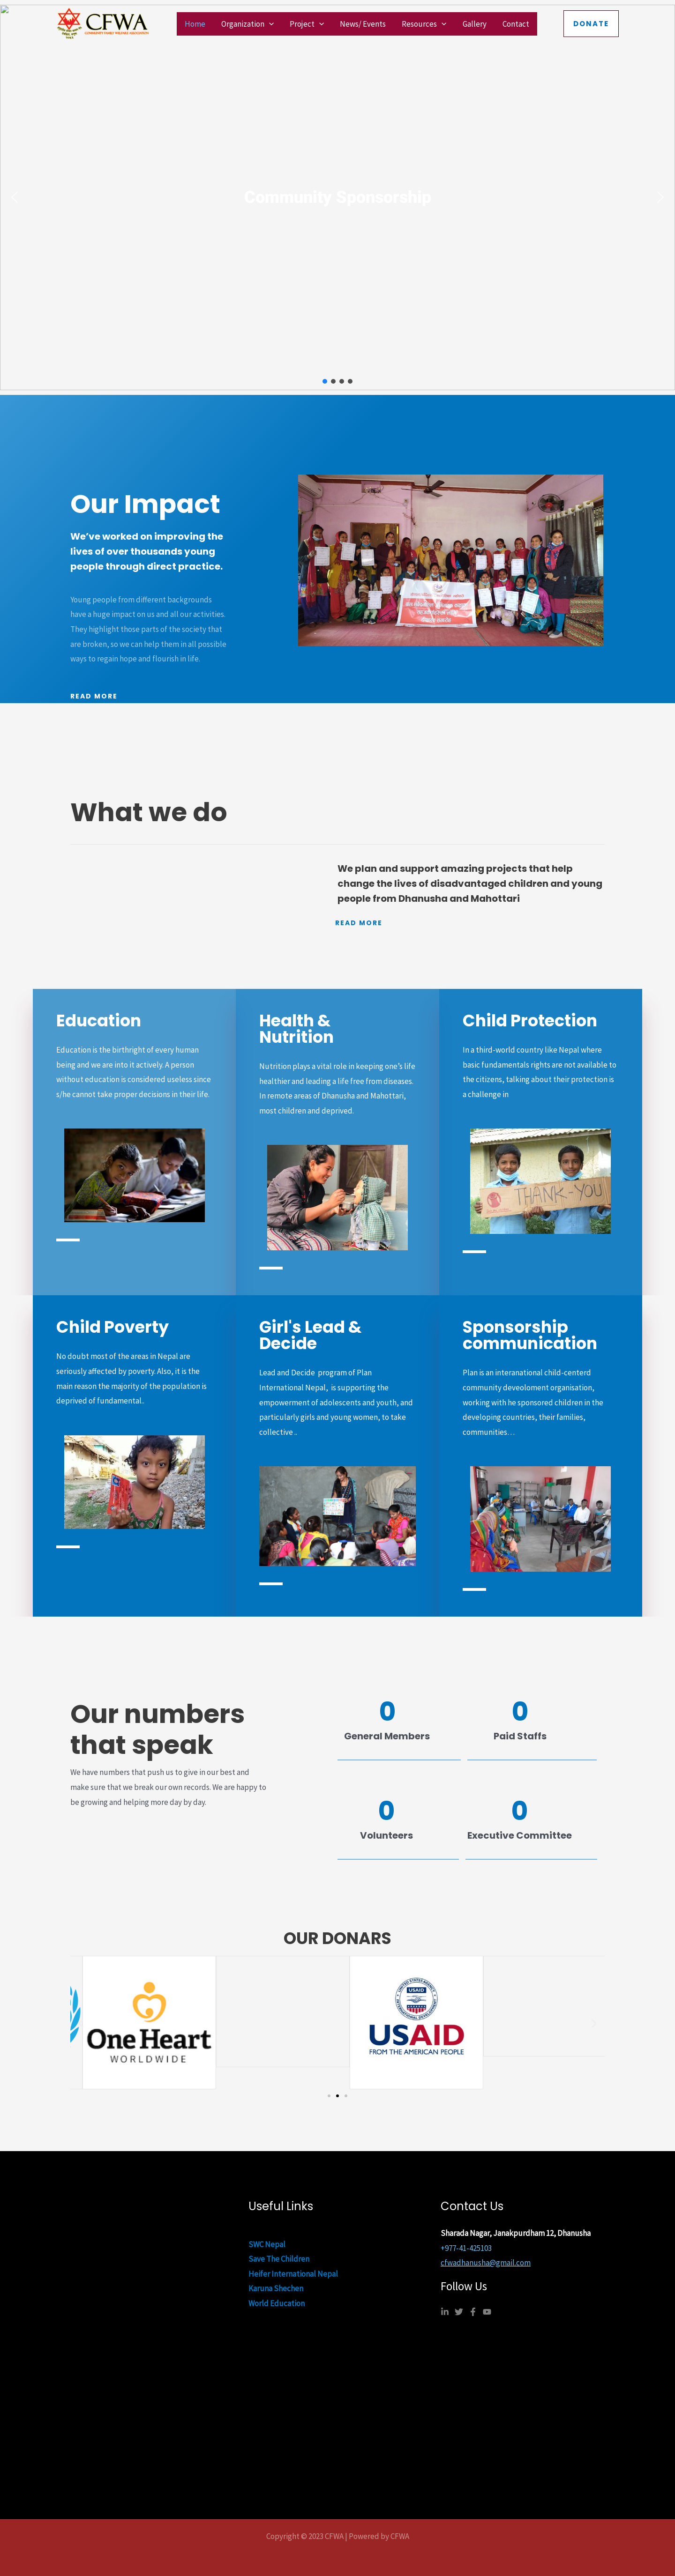 CFWA
COMMUNITY FAMILY WELFARE ASSOCIATION
Home
Organization
Project
News/ Events
Resources
Gallery
Contact
DONATE
Community Sponsorship
Our Impact
We've worked on improving the
lives of over thousands young
people through direct practice.
Young people from different backgrounds
have a huge impact on us and all our activities.
They highlight those parts of the society that
are broken, so we can help them in all possible
ways to regain hope and flourish in life.
READ MORE
What we do
We plan and support amazing projects that help
change the lives of disadvantaged children and young
people from Dhanusha and Mahottari
READ MORE
Education
Education is the birthright of every human
being and we are into it actively. A person
without education is considered useless since
s/he cannot take proper decisions in their life.
Health &
Nutrition
Nutrition plays a vital role in keeping one's life
healthier and leading a life free from diseases.
In remote areas of Dhanusha and Mahottari,
most children and deprived.
Child Protection
In a third-world country like Nepal where
basic fundamentals rights are not available to
the citizens, talking about their protection is
a challenge in
THANK-YOU
Child Poverty
No doubt most of the areas in Nepal are
seriously affected by poverty. Also, it is the
main reason the majority of the population is
deprived of fundamental..
Girl's Lead &
Decide
Lead and Decide program of Plan
International Nepal, is supporting the
empowerment of adolescents and youth, and
particularly girls and young women, to take
collective ..
Sponsorship
communication
Plan is an interanational child-centerd
community deveoloment organisation,
working with he sponsored children in the
developing countries, their families,
communities…
Our numbers
that speak
We have numbers that push us to give in our best and
make sure that we break our own records. We are happy to
be growing and helping more day by day.
0
General Members
0
Paid Staffs
0
Volunteers
0
Executive Committee
OUR DONARS
One Heart
WORLDWIDE
USAID
FROM THE AMERICAN PEOPLE
Useful Links
SWC Nepal
Save The Children
Heifer International Nepal
Karuna Shechen
World Education
Contact Us
Sharada Nagar, Janakpurdham 12, Dhanusha
+977-41-425103
cfwadhanusha@gmail.com
Follow Us
Copyright © 2023 CFWA | Powered by CFWA